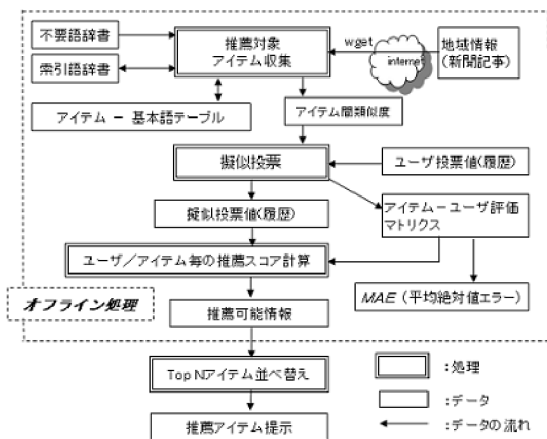 不要語辞書
索引語辞書
推薦対象
アイテム収集
wget
internet
地域情報
(新聞記事)
アイテム － 基本語テーブル
アイテム間類似度
擬似投票
ユーザ投票値(履歴)
擬似投票値(履歴)
アイテム－ユーザ評価
マトリクス
ユーザ／アイテム毎の推薦スコア計算
オフライン処理
推薦可能情報
MAE (平均絶対値エラー)
Top Nアイテム並べ替え
推薦アイテム提示
:処理
:データ
:データの流れ